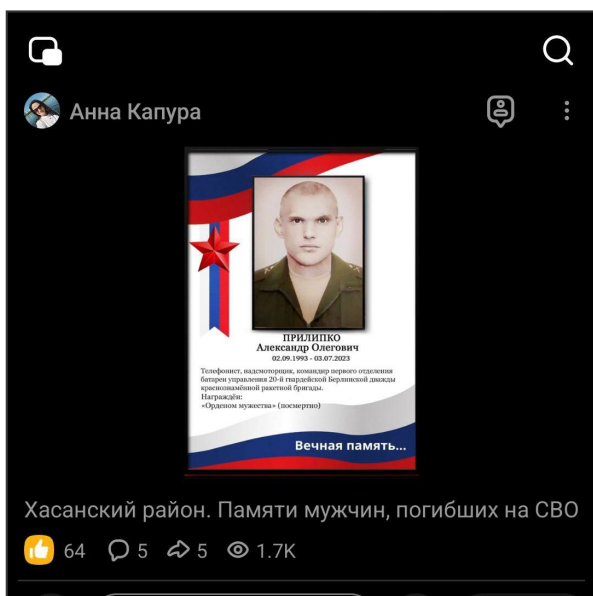 Анна Капура
ПРИЛИПКО
Александр Олегович
02.09.1993 - 03.07.2023
Телефонист, надсмотрщик, командир первого отделения
батареи управления 20-й гвардейской Берлинской дважды
краснознамённой ракетной бригады.
Награждён:
«Орденом мужества» (посмертно)
Вечная память...
Хасанский район. Памяти мужчин, погибших на СВО
64 5 5 1.7K